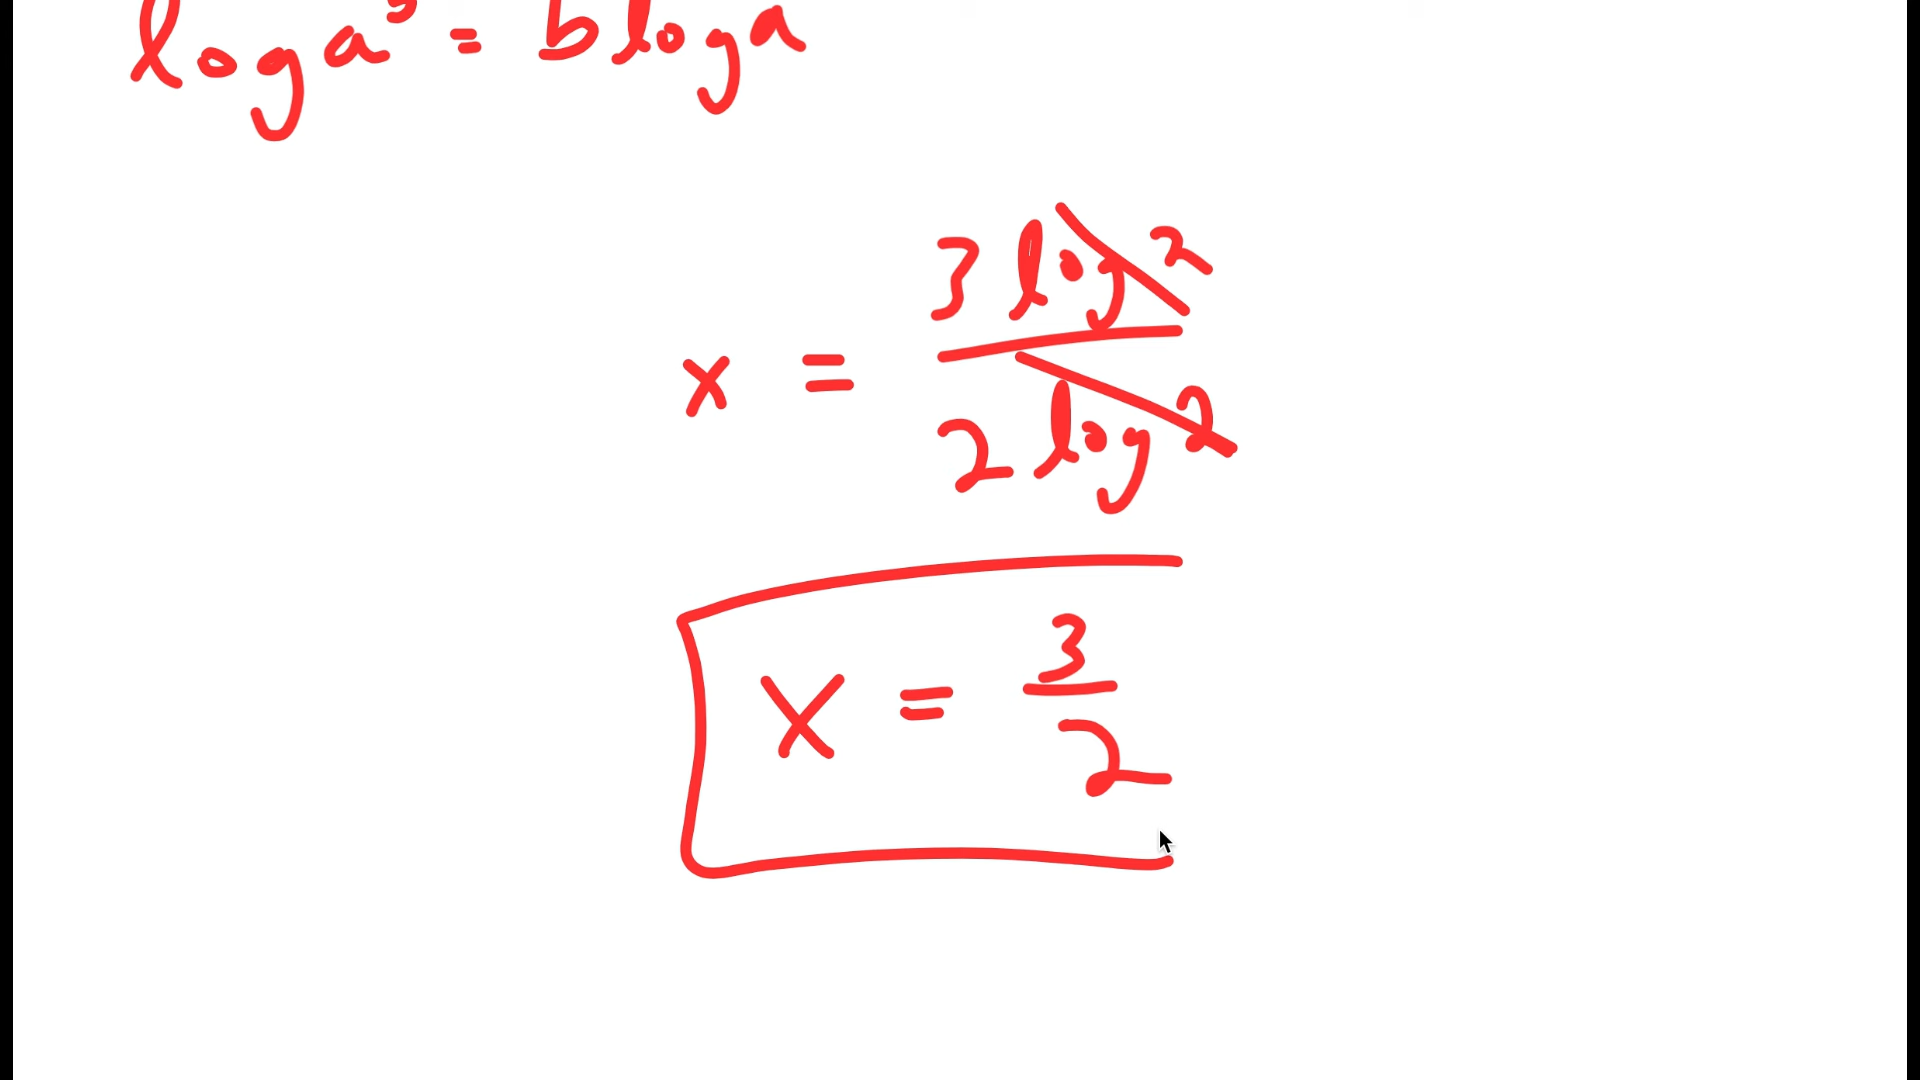 log a^b = b log a
x = 3 log 2 / 2 log 2
x = 3/2